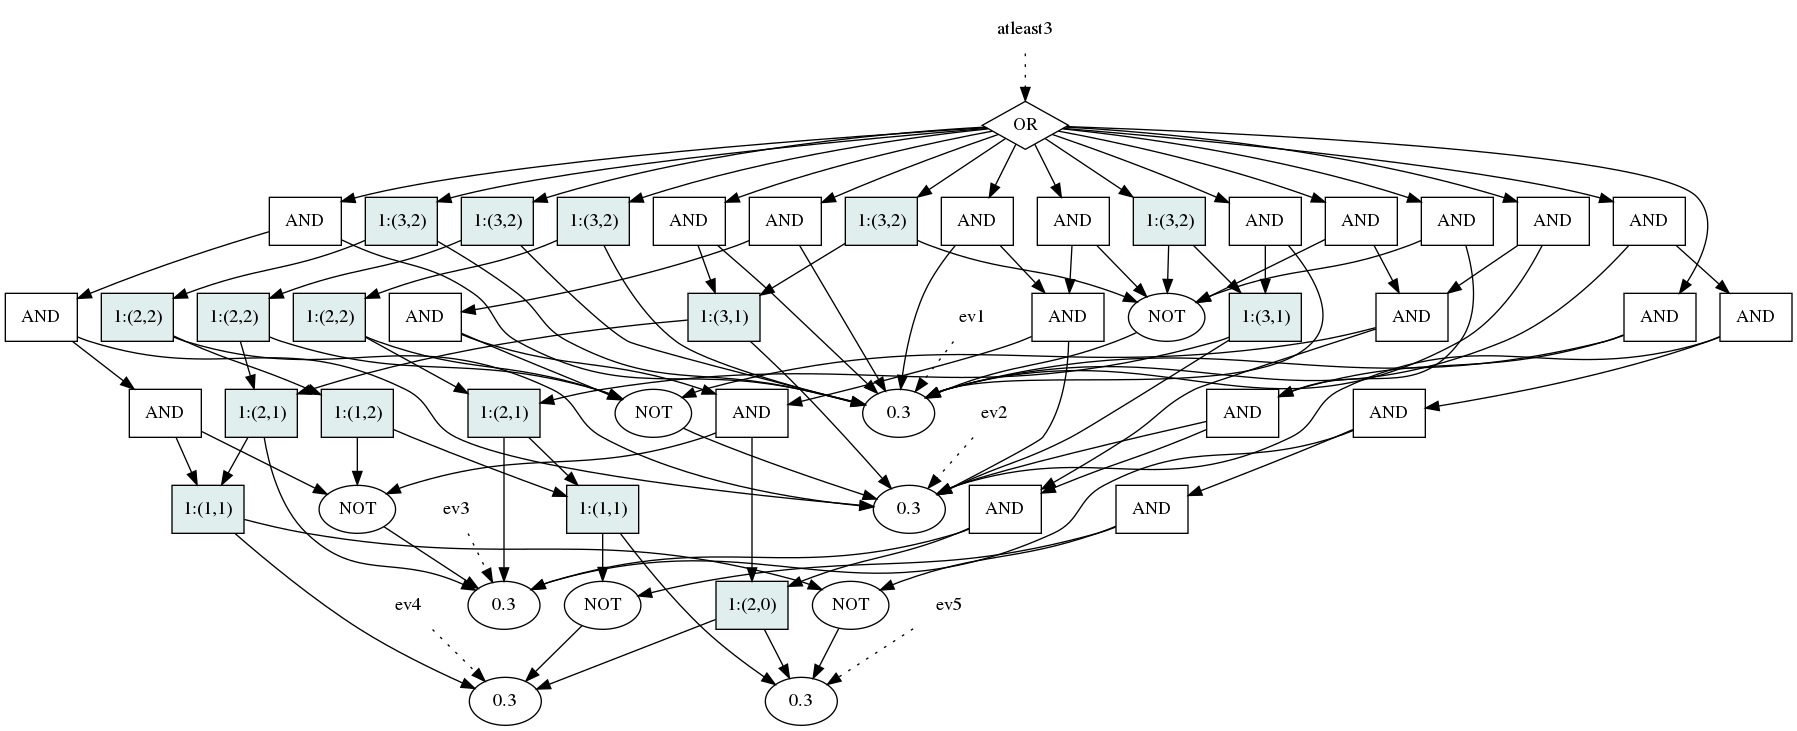 atleast3
OR
AND 1:(3,2) 1:(3,2) 1:(3,2) AND AND 1:(3,2) AND AND 1:(3,2) AND AND AND AND AND
AND 1:(2,2) 1:(2,2) 1:(2,2) AND 1:(3,1) ev1 AND NOT 1:(3,1) AND AND AND
AND 1:(2,1) 1:(1,2) 1:(2,1) NOT AND 0.3 ev2 AND AND
1:(1,1) NOT ev3 1:(1,1) 0.3 AND AND
ev4 0.3 NOT 1:(2,0) NOT ev5
0.3 0.3